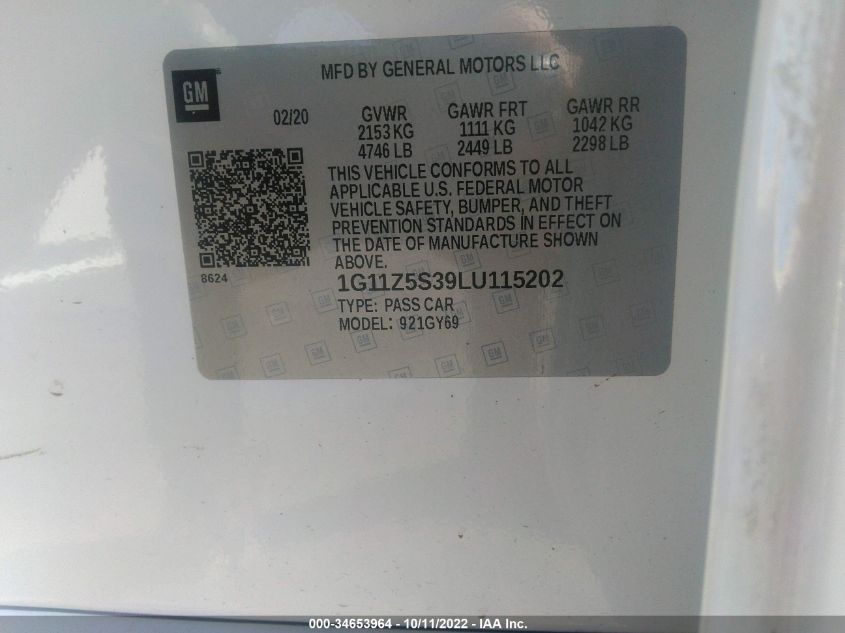 MFD BY GENERAL MOTORS LLC
GM
02/20
GVWR GAWR FRT GAWR RR
2153 KG 1111 KG 1042 KG
4746 LB 2449 LB 2298 LB
THIS VEHICLE CONFORMS TO ALL
APPLICABLE U.S. FEDERAL MOTOR
VEHICLE SAFETY, BUMPER, AND THEFT
PREVENTION STANDARDS IN EFFECT ON
THE DATE OF MANUFACTURE SHOWN
ABOVE.
8624
1G11Z5S39LU115202
TYPE: PASS CAR
MODEL: 921GY69
000-34653964 - 10/11/2022 - IAA Inc.